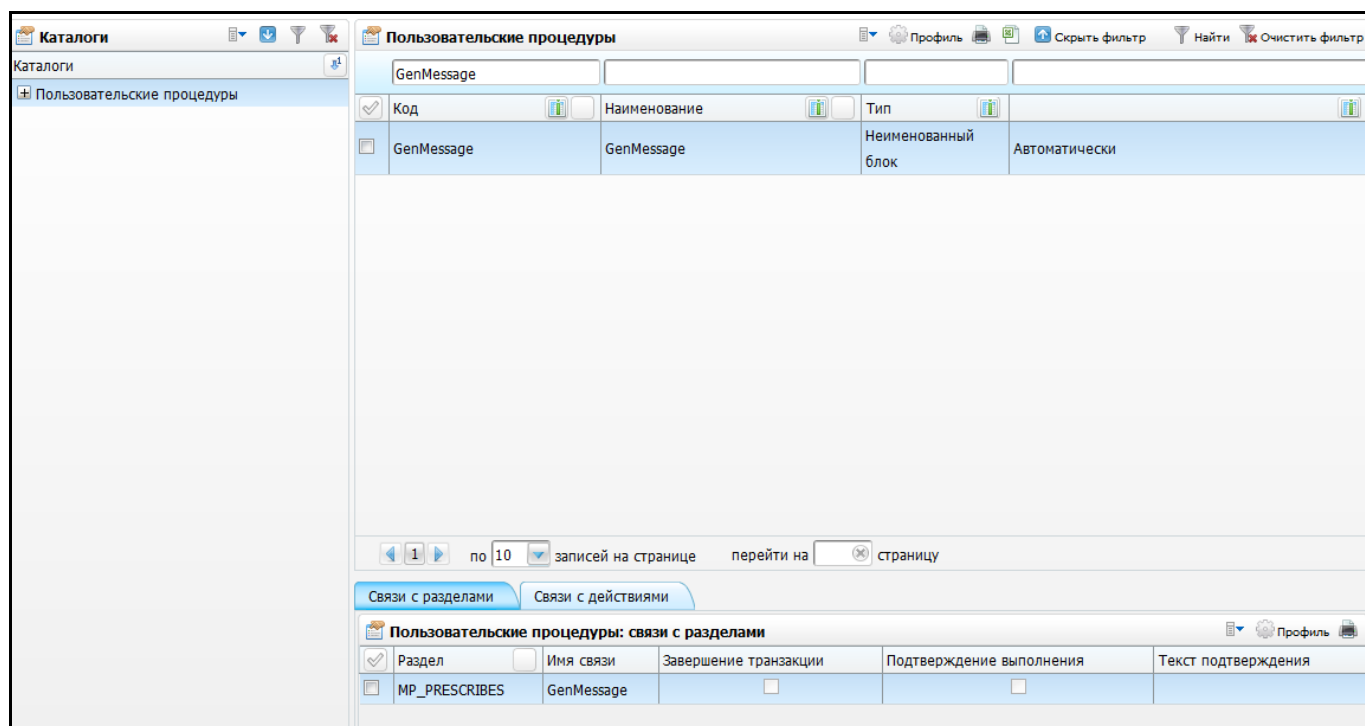 Каталоги
Каталоги
Пользовательские процедуры
Пользовательские процедуры Профиль Скрыть фильтр Найти Очистить фильтр
GenMessage
Код Наименование Тип
GenMessage GenMessage Неименованный блок Автоматически
1 по 10 записей на странице перейти на страницу
Связи с разделами Связи с действиями
Пользовательские процедуры: связи с разделами Профиль
Раздел Имя связи Завершение транзакции Подтверждение выполнения Текст подтверждения
MP_PRESCRIBES GenMessage